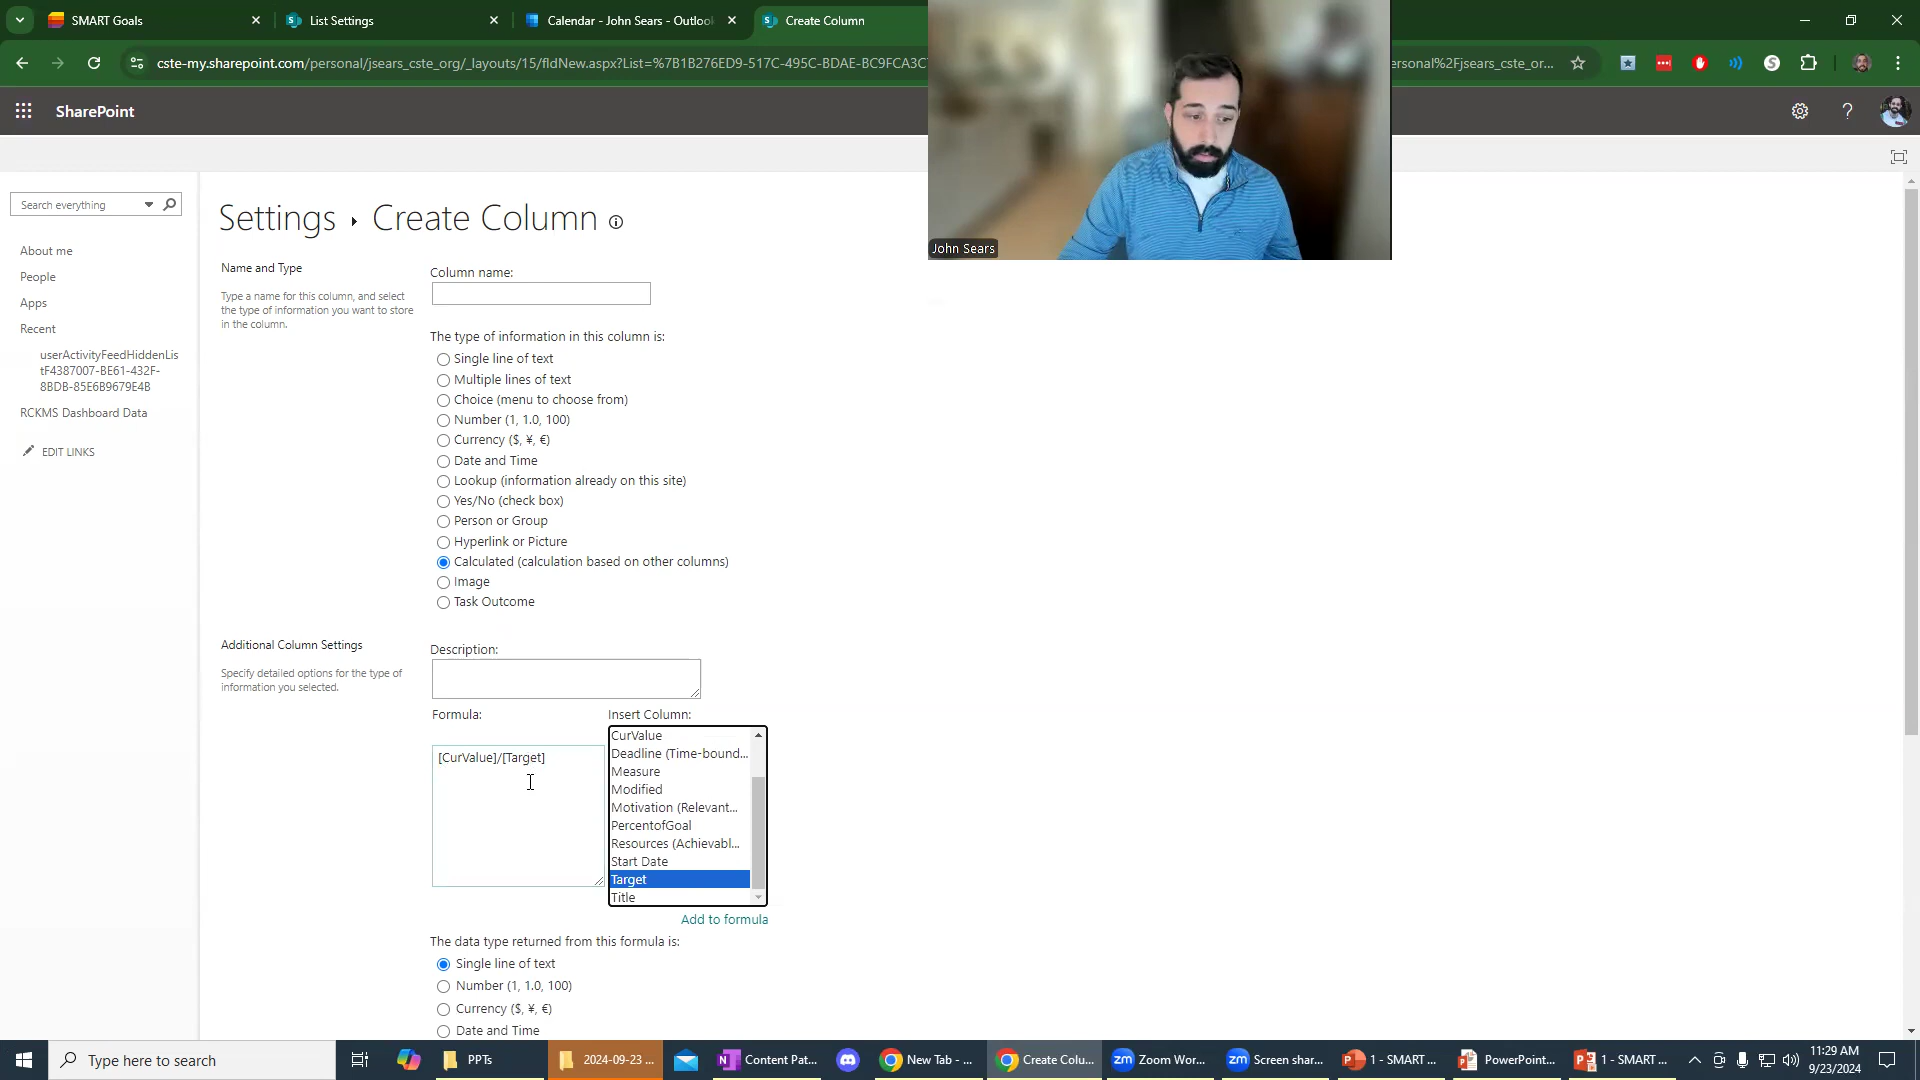 SMART Goals
List Settings
Calendar - John Sears - Outloo
Create Column
cste-my.sharepoint.com/personal/jsears_cste_org/_layouts/15/fldNew.aspx?List=%7B1B276ED9-517C-495C-BDAE-BC9FCA3C
ersonal%2Fjsears_cste_or...
SharePoint
John Sears
Search everything
About me
People
Apps
Recent
userActivityFeedHiddenLis
tF4387007-BE61-432F-
8BDB-85E6B9679E4B
RCKMS Dashboard Data
EDIT LINKS
Settings ▸ Create Column
Name and Type
Type a name for this column, and select
the type of information you want to store
in the column.
Column name:
The type of information in this column is:
Single line of text
Multiple lines of text
Choice (menu to choose from)
Number (1, 1.0, 100)
Currency ($, ¥, €)
Date and Time
Lookup (information already on this site)
Yes/No (check box)
Person or Group
Hyperlink or Picture
Calculated (calculation based on other columns)
Image
Task Outcome
Additional Column Settings
Specify detailed options for the type of
information you selected.
Description:
Formula:
[CurValue]/[Target]
Insert Column:
CurValue
Deadline (Time-bound...
Measure
Modified
Motivation (Relevant...
PercentofGoal
Resources (Achievabl...
Start Date
Target
Title
Add to formula
The data type returned from this formula is:
Single line of text
Number (1, 1.0, 100)
Currency ($, ¥, €)
Date and Time
Type here to search
PPTs
2024-09-23 ...
Content Pat...
New Tab - ...
Create Colu...
Zoom Wor...
Screen shar...
1 - SMART ...
PowerPoint...
1 - SMART ...
11:29 AM
9/23/2024